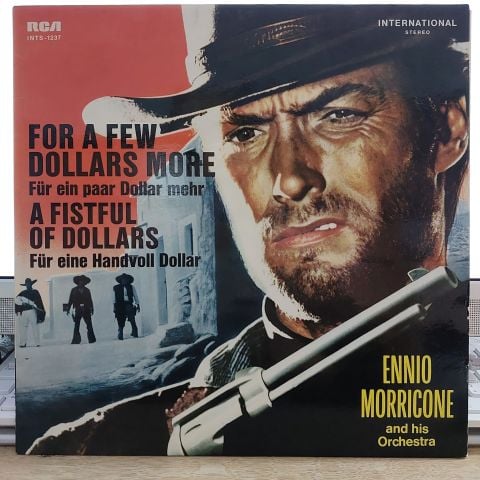 RCA
INTS-1237
INTERNATIONAL
STEREO
FOR A FEW
DOLLARS MORE
Für ein paar Dollar mehr
A FISTFUL
OF DOLLARS
Für eine Handvoll Dollar
ENNIO
MORRICONE
and his
Orchestra